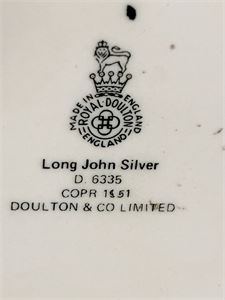 MADE IN ENGLAND
ROYAL·DOULTON
ENGLAND
Long John Silver
D. 6335
COPR 1951
DOULTON & CO LIMITED